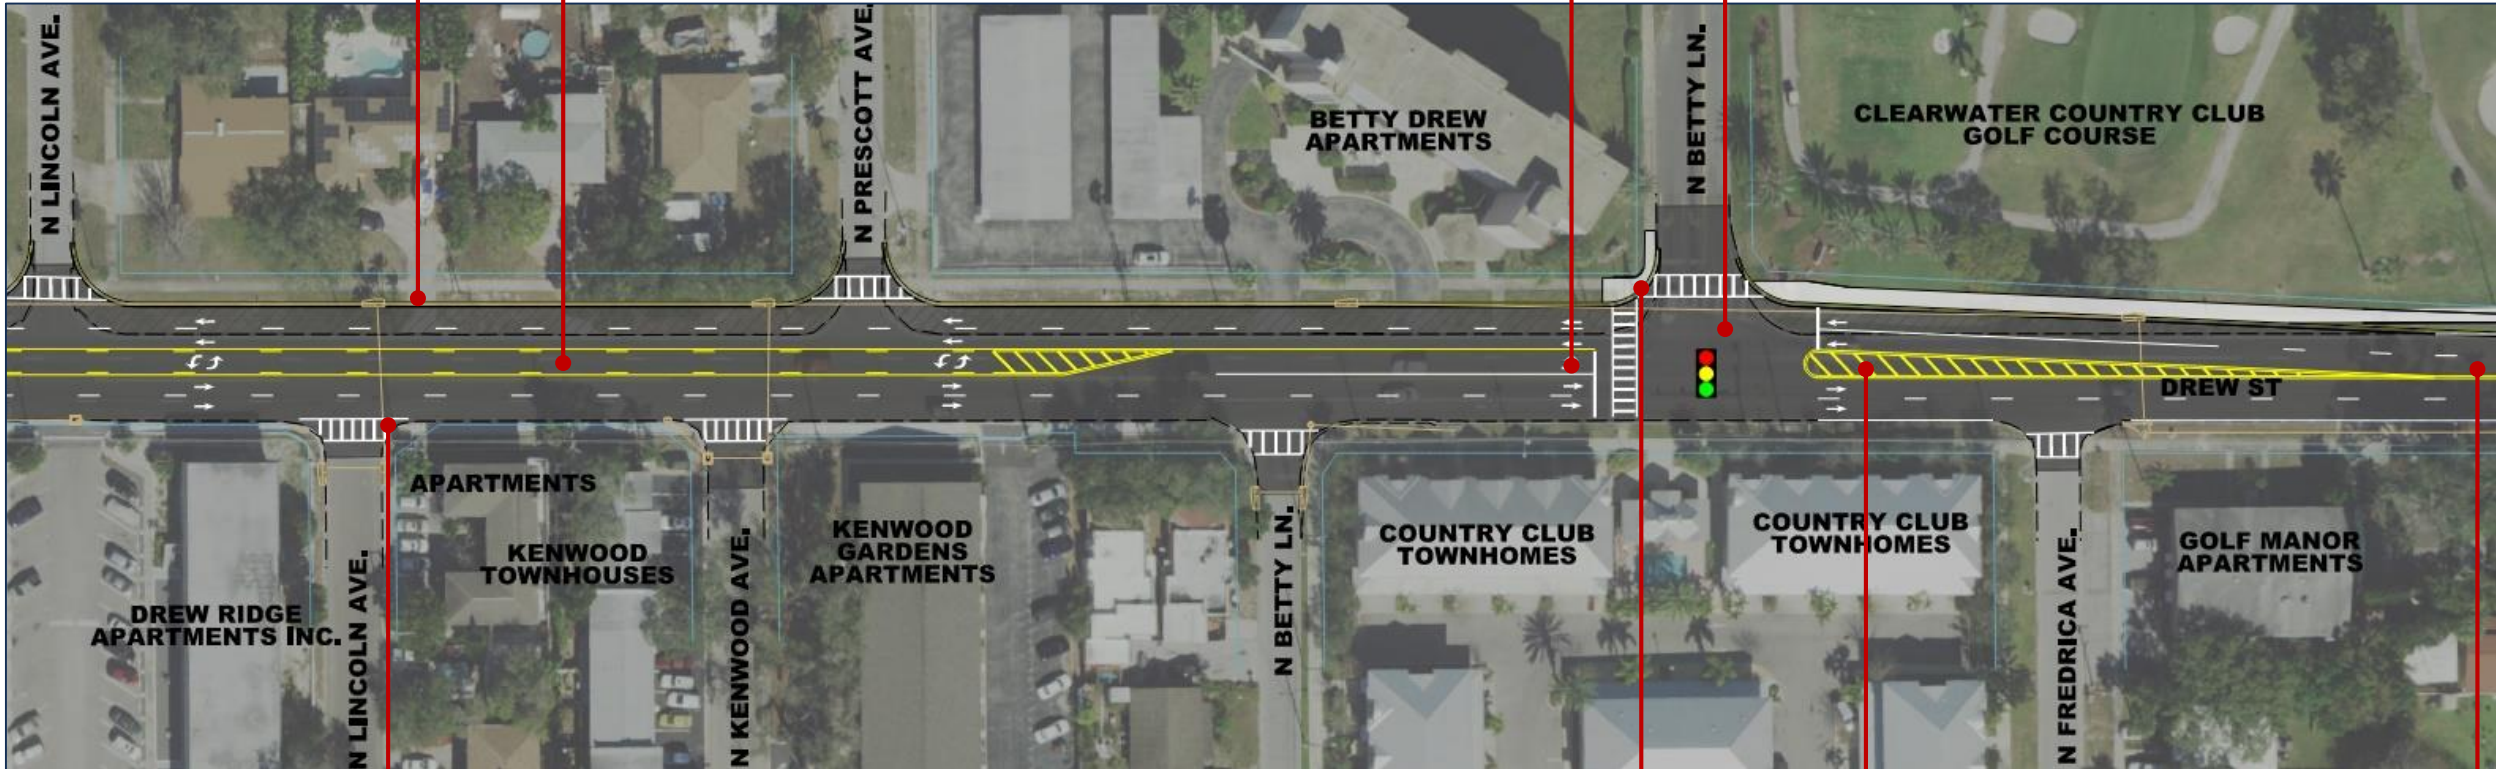 N LINCOLN AVE.
N PRESCOTT AVE.
BETTY DREW
APARTMENTS
N BETTY LN.
CLEARWATER COUNTRY CLUB
GOLF COURSE
DREW ST
DREW RIDGE
APARTMENTS INC.
N LINCOLN AVE.
APARTMENTS
KENWOOD
TOWNHOUSES
N KENWOOD AVE.
KENWOOD
GARDENS
APARTMENTS
N BETTY LN.
COUNTRY CLUB
TOWNHOMES
COUNTRY CLUB
TOWNHOMES
N FREDRICA AVE.
GOLF MANOR
APARTMENTS